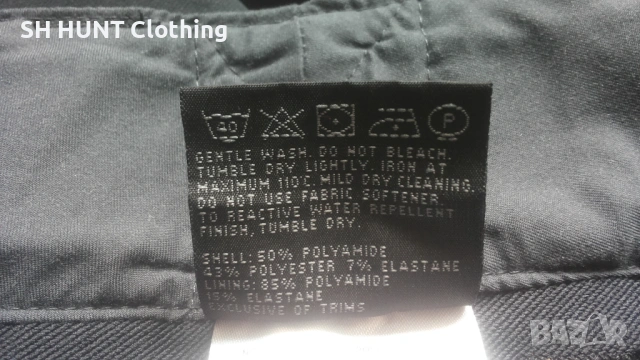 SH HUNT Clothing
40 P
GENTLE WASH. DO NOT BLEACH.
TUMBLE DRY LIGHTLY. IRON AT
MAXIMUM 110°C. MILD DRY CLEANING.
DO NOT USE FABRIC SOFTENER.
TO REACTIVE WATER REPELLENT
FINISH, TUMBLE DRY.
SHELL: 50% POLYAMIDE
43% POLYESTER 7% ELASTANE
LINING: 85% POLYAMIDE
15% ELASTANE
EXCLUSIVE OF TRIMS
BAZAR